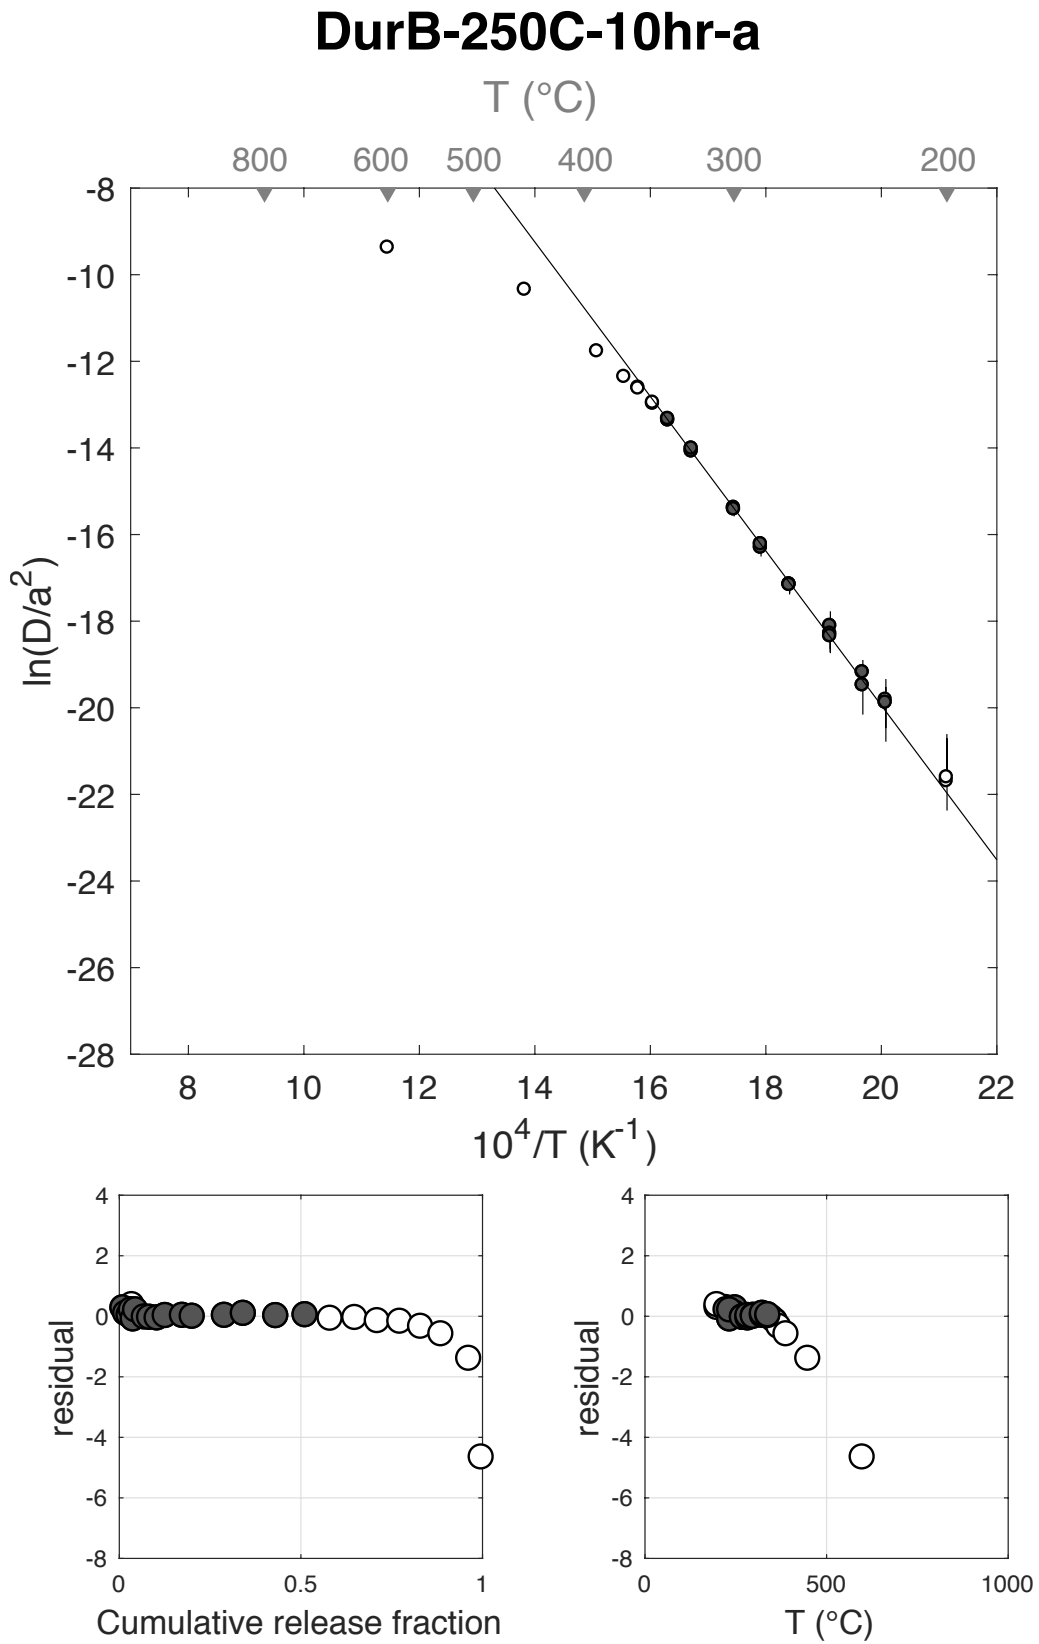 DurB-250C-10hr-a
T (°C)
800 600 500 400 300 200
-8
-10
-12
-14
-16
-18
-20
-22
-24
-26
-28
ln(D/a²)
8 10 12 14 16 18 20 22
10⁴/T (K⁻¹)
4
2
0
-2
-4
-6
-8
residual
0 0.5 1
Cumulative release fraction
4
2
0
-2
-4
-6
-8
residual
0 500 1000
T (°C)